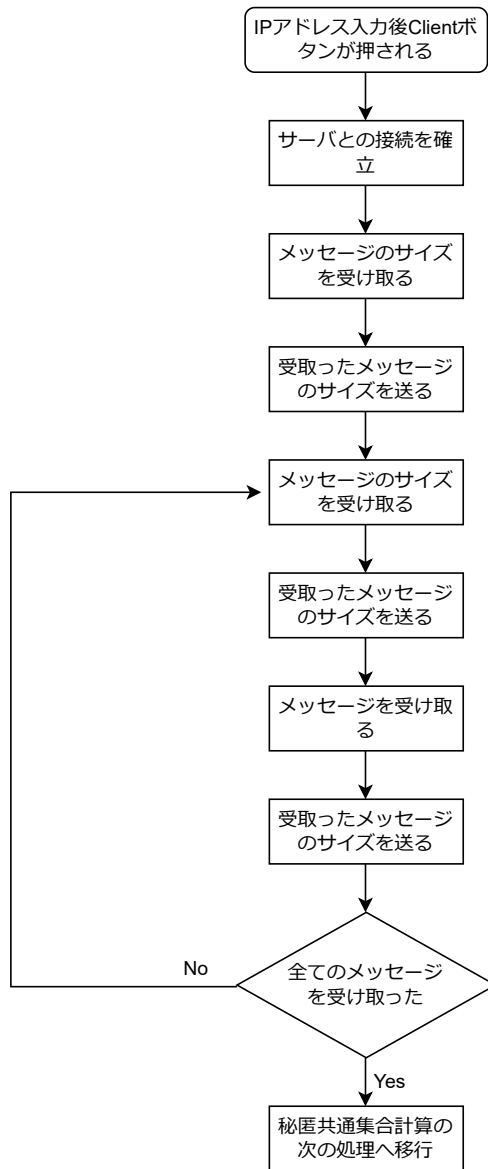 IPアドレス入力後Clientボ
タンが押される
サーバとの接続を確
立
メッセージのサイズ
を受け取る
受取ったメッセージ
のサイズを送る
メッセージのサイズ
を受け取る
受取ったメッセージ
のサイズを送る
メッセージを受け取
る
受取ったメッセージ
のサイズを送る
全てのメッセージ
を受け取った
No
Yes
秘匿共通集合計算の
次の処理へ移行